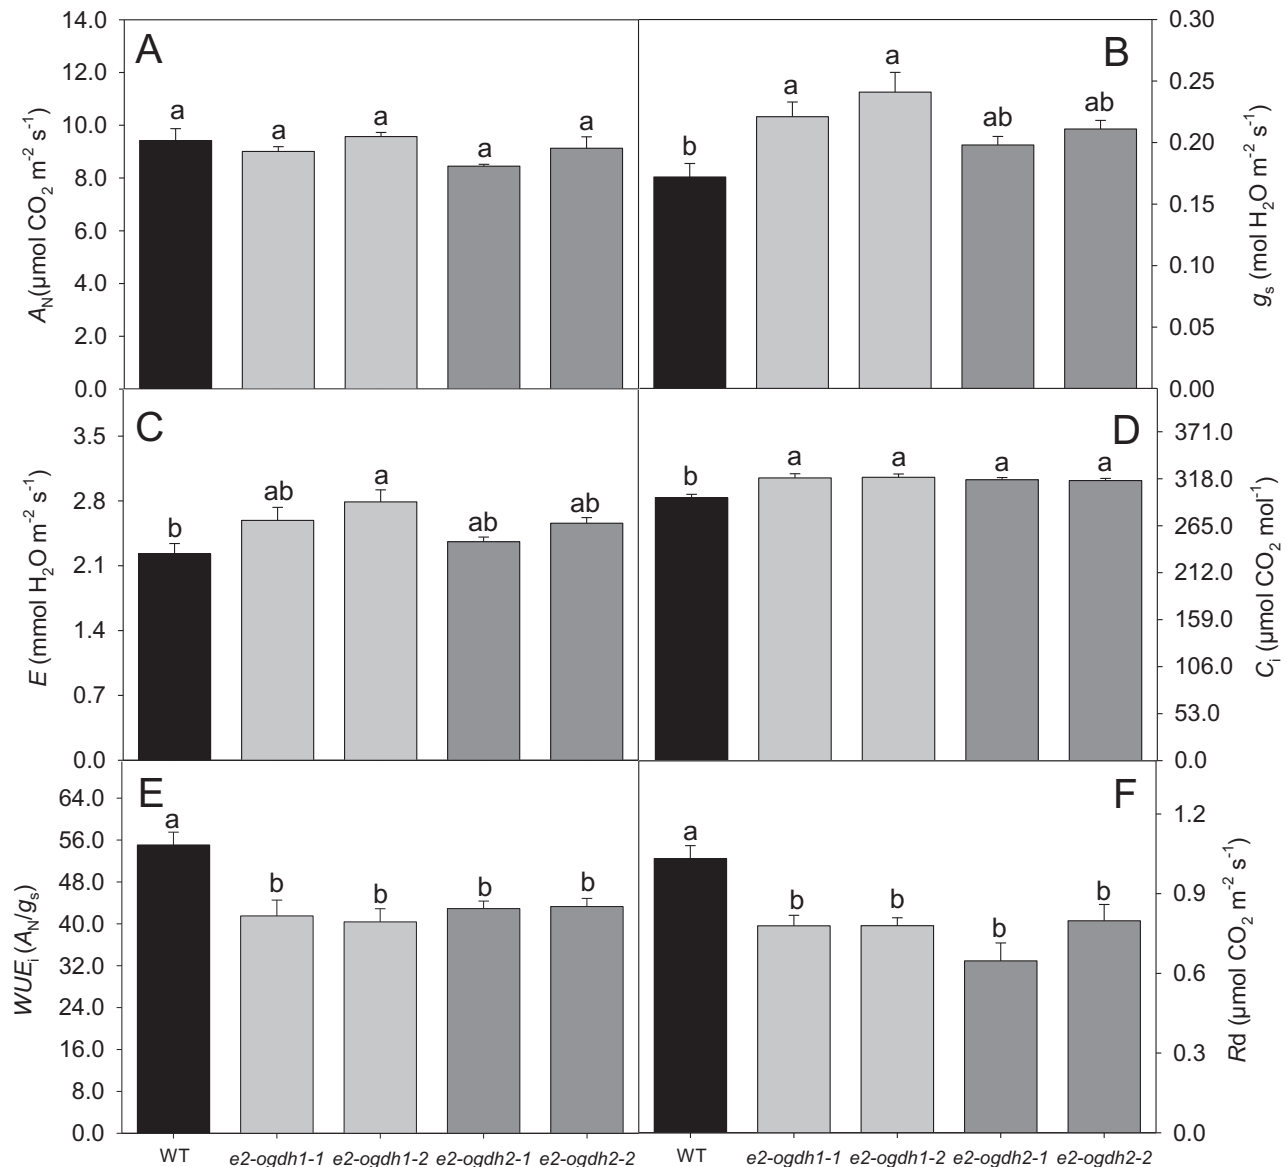 A
14.0
12.0
10.0
8.0
6.0
4.0
2.0
0.0
A_N(µmol CO₂ m⁻² s⁻¹)
a a a a a
B
0.30
0.25
0.20
0.15
0.10
0.05
0.00
g_s (mol H₂O m⁻² s⁻¹)
b a a ab ab
C
3.5
2.8
2.1
1.4
0.7
0.0
E (mmol H₂O m⁻² s⁻¹)
b ab a ab ab
D
371.0
318.0
265.0
212.0
159.0
106.0
53.0
0.0
C_i (µmol CO₂ mol⁻¹)
b a a a a
E
64.0
56.0
48.0
40.0
32.0
24.0
16.0
8.0
0.0
WUE_i (A_N/g_s)
a b b b b
WT e2-ogdh1-1 e2-ogdh1-2 e2-ogdh2-1 e2-ogdh2-2
F
1.2
0.9
0.6
0.3
0.0
Rd (µmol CO₂ m⁻² s⁻¹)
a b b b b
WT e2-ogdh1-1 e2-ogdh1-2 e2-ogdh2-1 e2-ogdh2-2